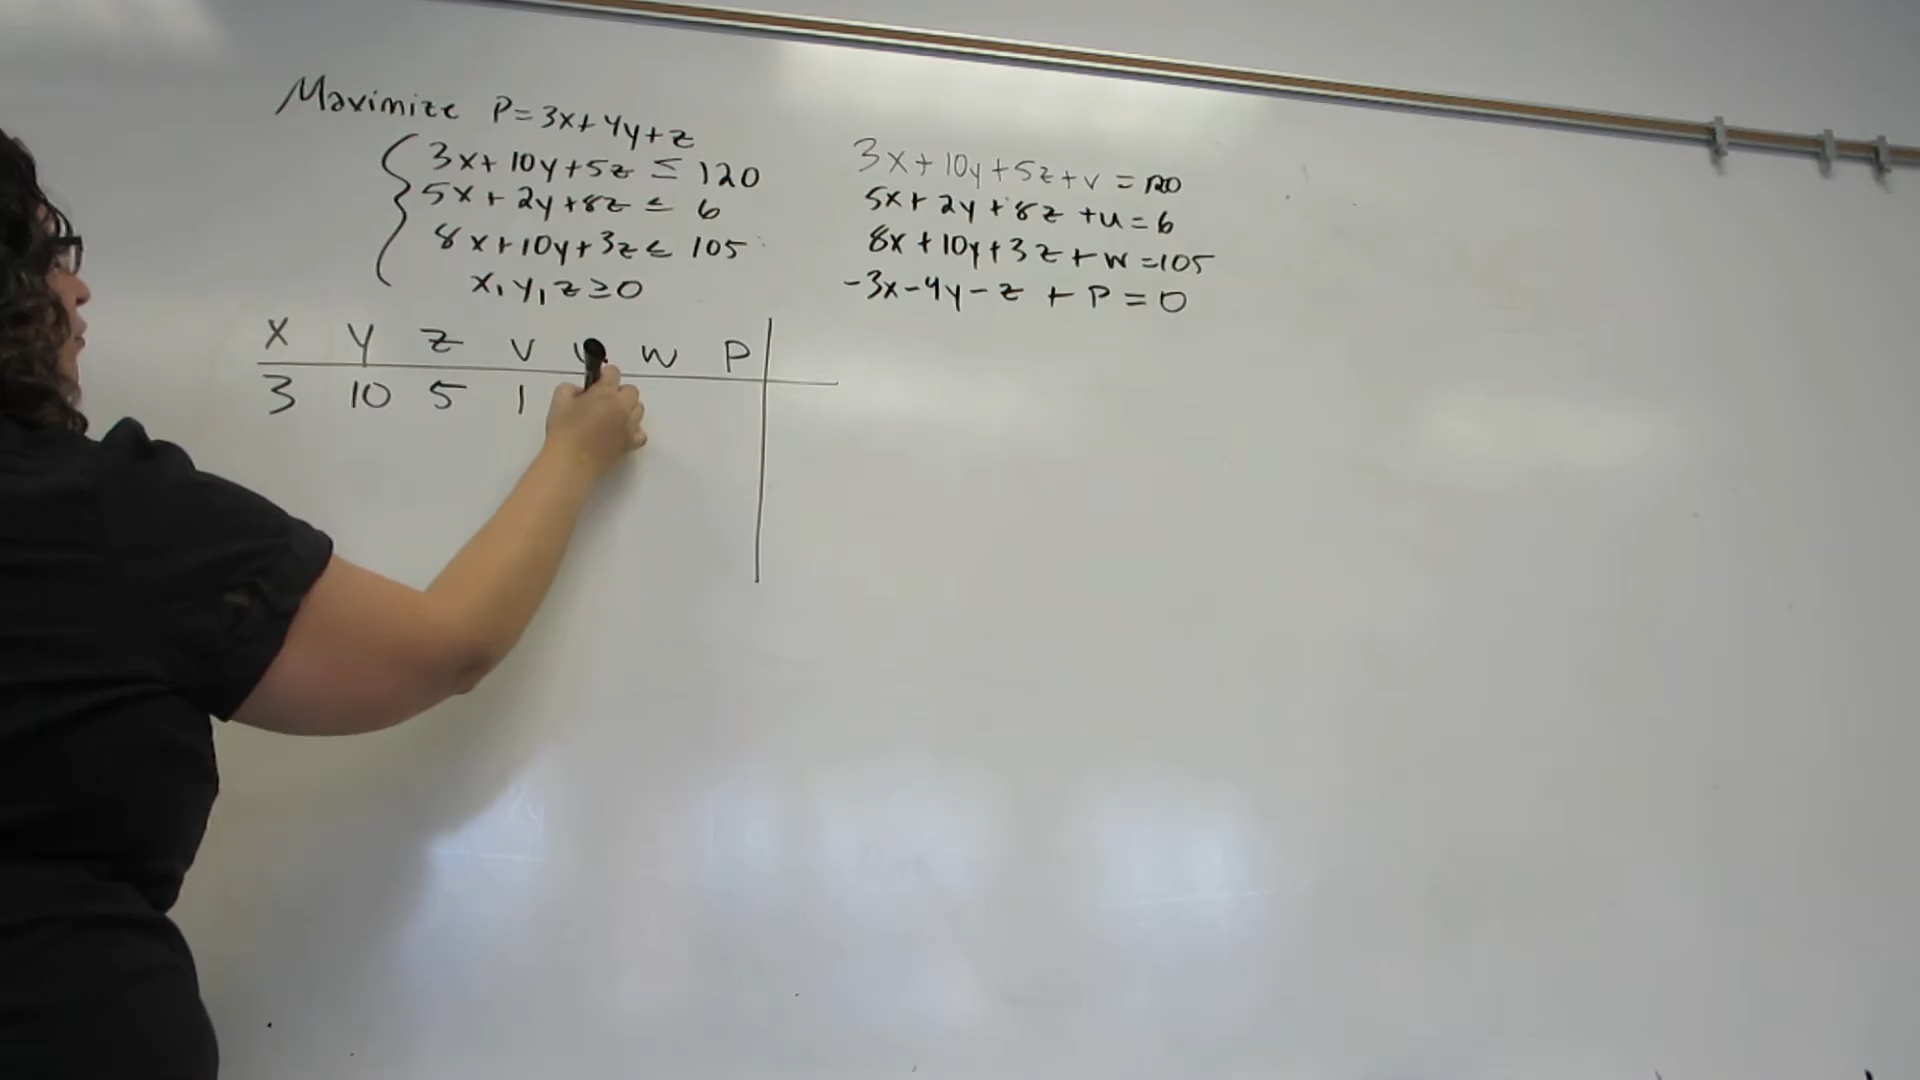 Maximize P=3x+4y+z
3x+10y+5z ≤ 120
5x+2y+8z ≤ 6
8x+10y+3z ≤ 105
x, y, z ≥ 0
3x+10y+5z+v = 120
5x+2y+8z+u = 6
8x+10y+3z+w = 105
-3x-4y-z + P = 0
x y z v w P
3 10 5 1